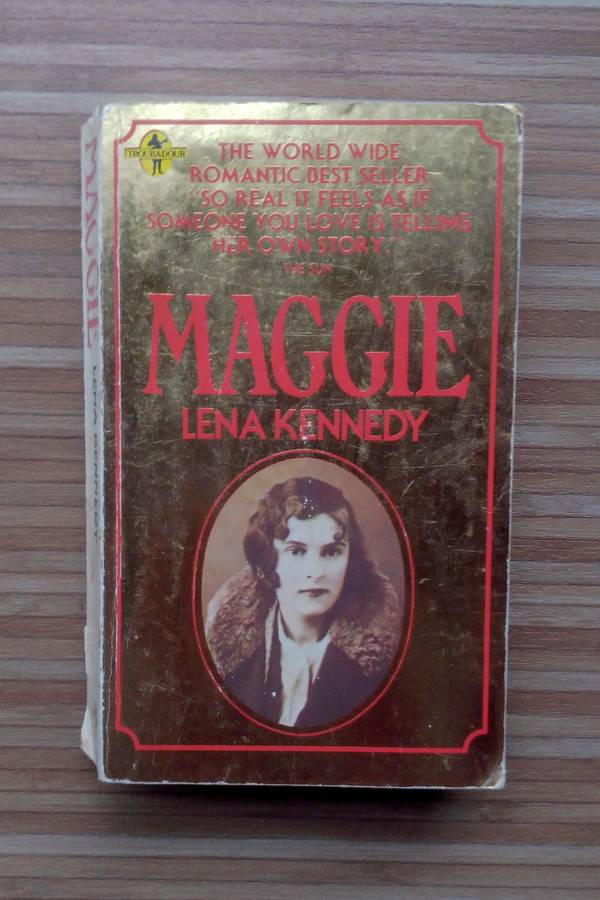 TROUBADOUR
THE WORLD WIDE
ROMANTIC BEST SELLER
"SO REAL IT FEELS AS IF
SOMEONE YOU LOVE IS TELLING
HER OWN STORY."
THE SUN
MAGGIE
LENA KENNEDY
MAGGIE LENA KENNEDY